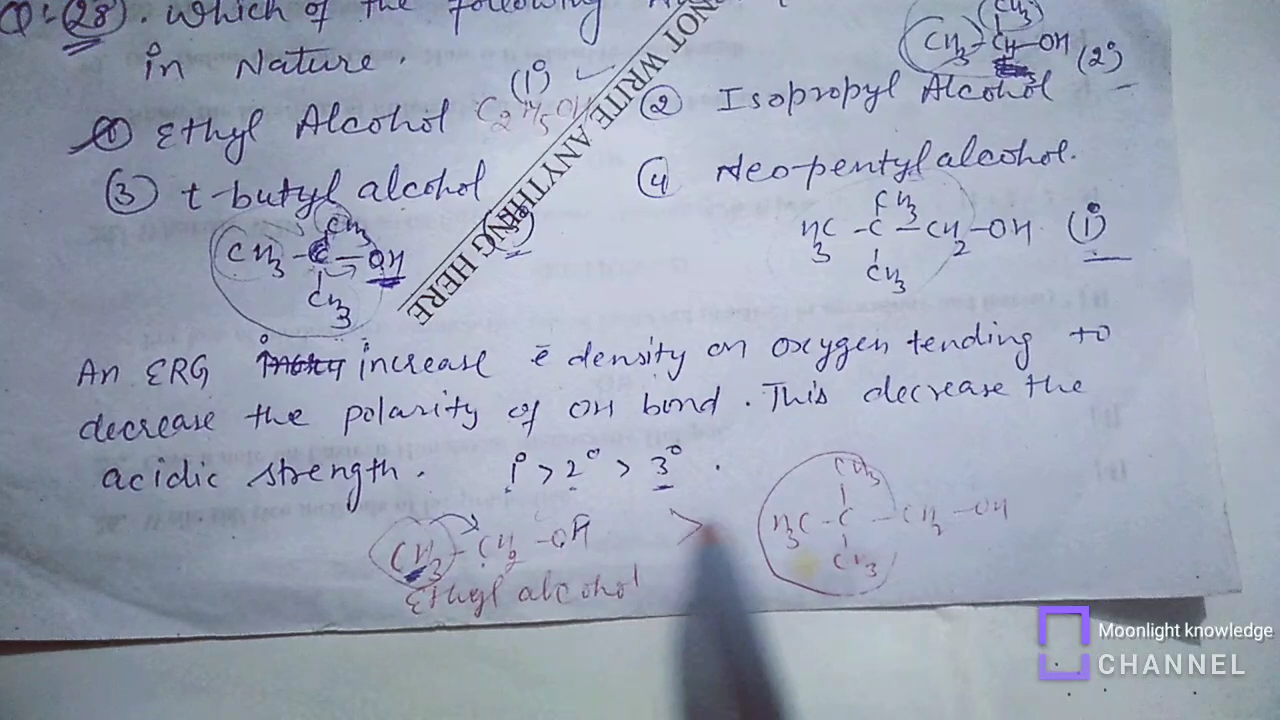 Q:(28). Which of the following
in Nature.
CH3
CH3-CH-OH (2°)
(1°)
① Ethyl Alcohol C2H5OH
② Isopropyl Alcohol
③ t-butyl alcohol
④ Neo-pentyl alcohol.
CH3
CH3 - C - OH
CH3
CH3
H3C - C - CH2-OH (1°)
CH3
NOT WRITE ANYTHING HERE
An ERG increase ē density on oxygen tending to
decrease the polarity of OH bond. This decrease the
acidic strength. 1° > 2° > 3°.
CH3 - CH2 - OH >
Ethyl alcohol
CH3
H3C - C - CH2 - OH
CH3
Moonlight knowledge
CHANNEL